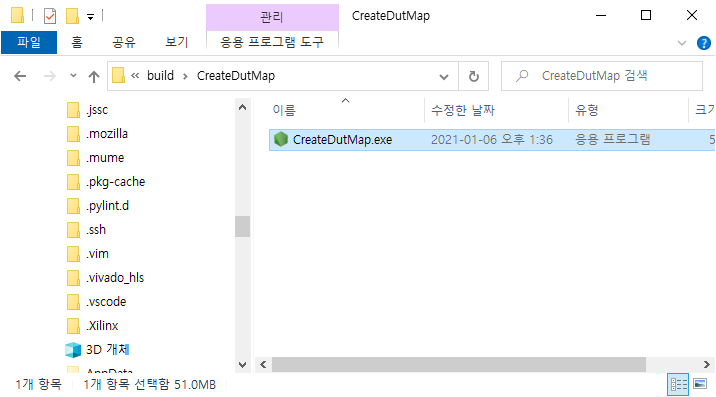 관리
CreateDutMap
파일
홈
공유
보기
응용 프로그램 도구
« build > CreateDutMap
CreateDutMap 검색
이름
수정한 날짜
유형
크기
.jssc
.mozilla
.mume
.pkg-cache
.pylint.d
.ssh
.vim
.vivado_hls
.vscode
.Xilinx
3D 개체
AppData
CreateDutMap.exe
2021-01-06 오후 1:36
응용 프로그램
5
1개 항목
1개 항목 선택함 51.0MB